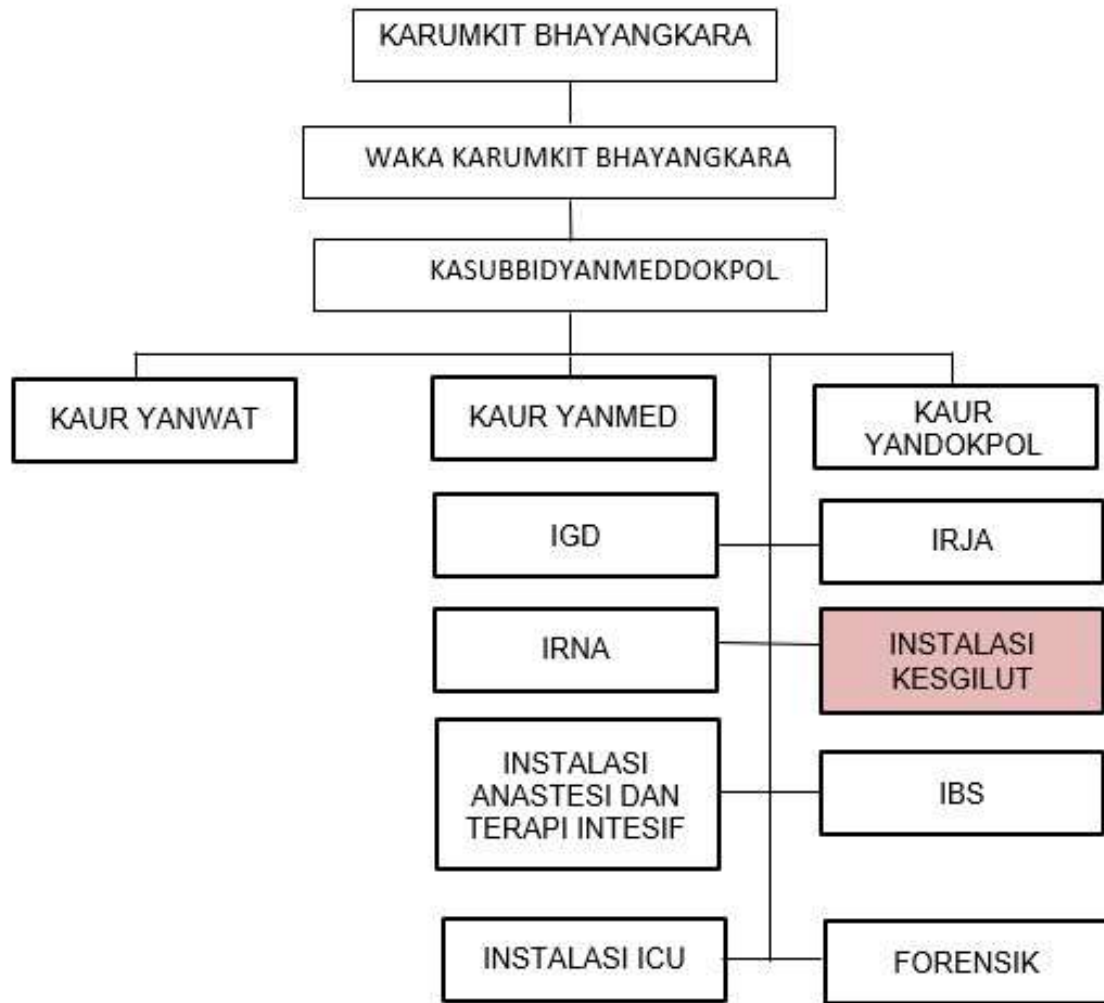 KARUMKIT BHAYANGKARA
WAKA KARUMKIT BHAYANGKARA
KASUBBIDYANMEDDOKPOL
KAUR YANWAT
KAUR YANMED
KAUR
YANDOKPOL
IGD
IRJA
IRNA
INSTALASI
KESGILUT
INSTALASI
ANASTESI DAN
TERAPI INTESIF
IBS
INSTALASI ICU
FORENSIK